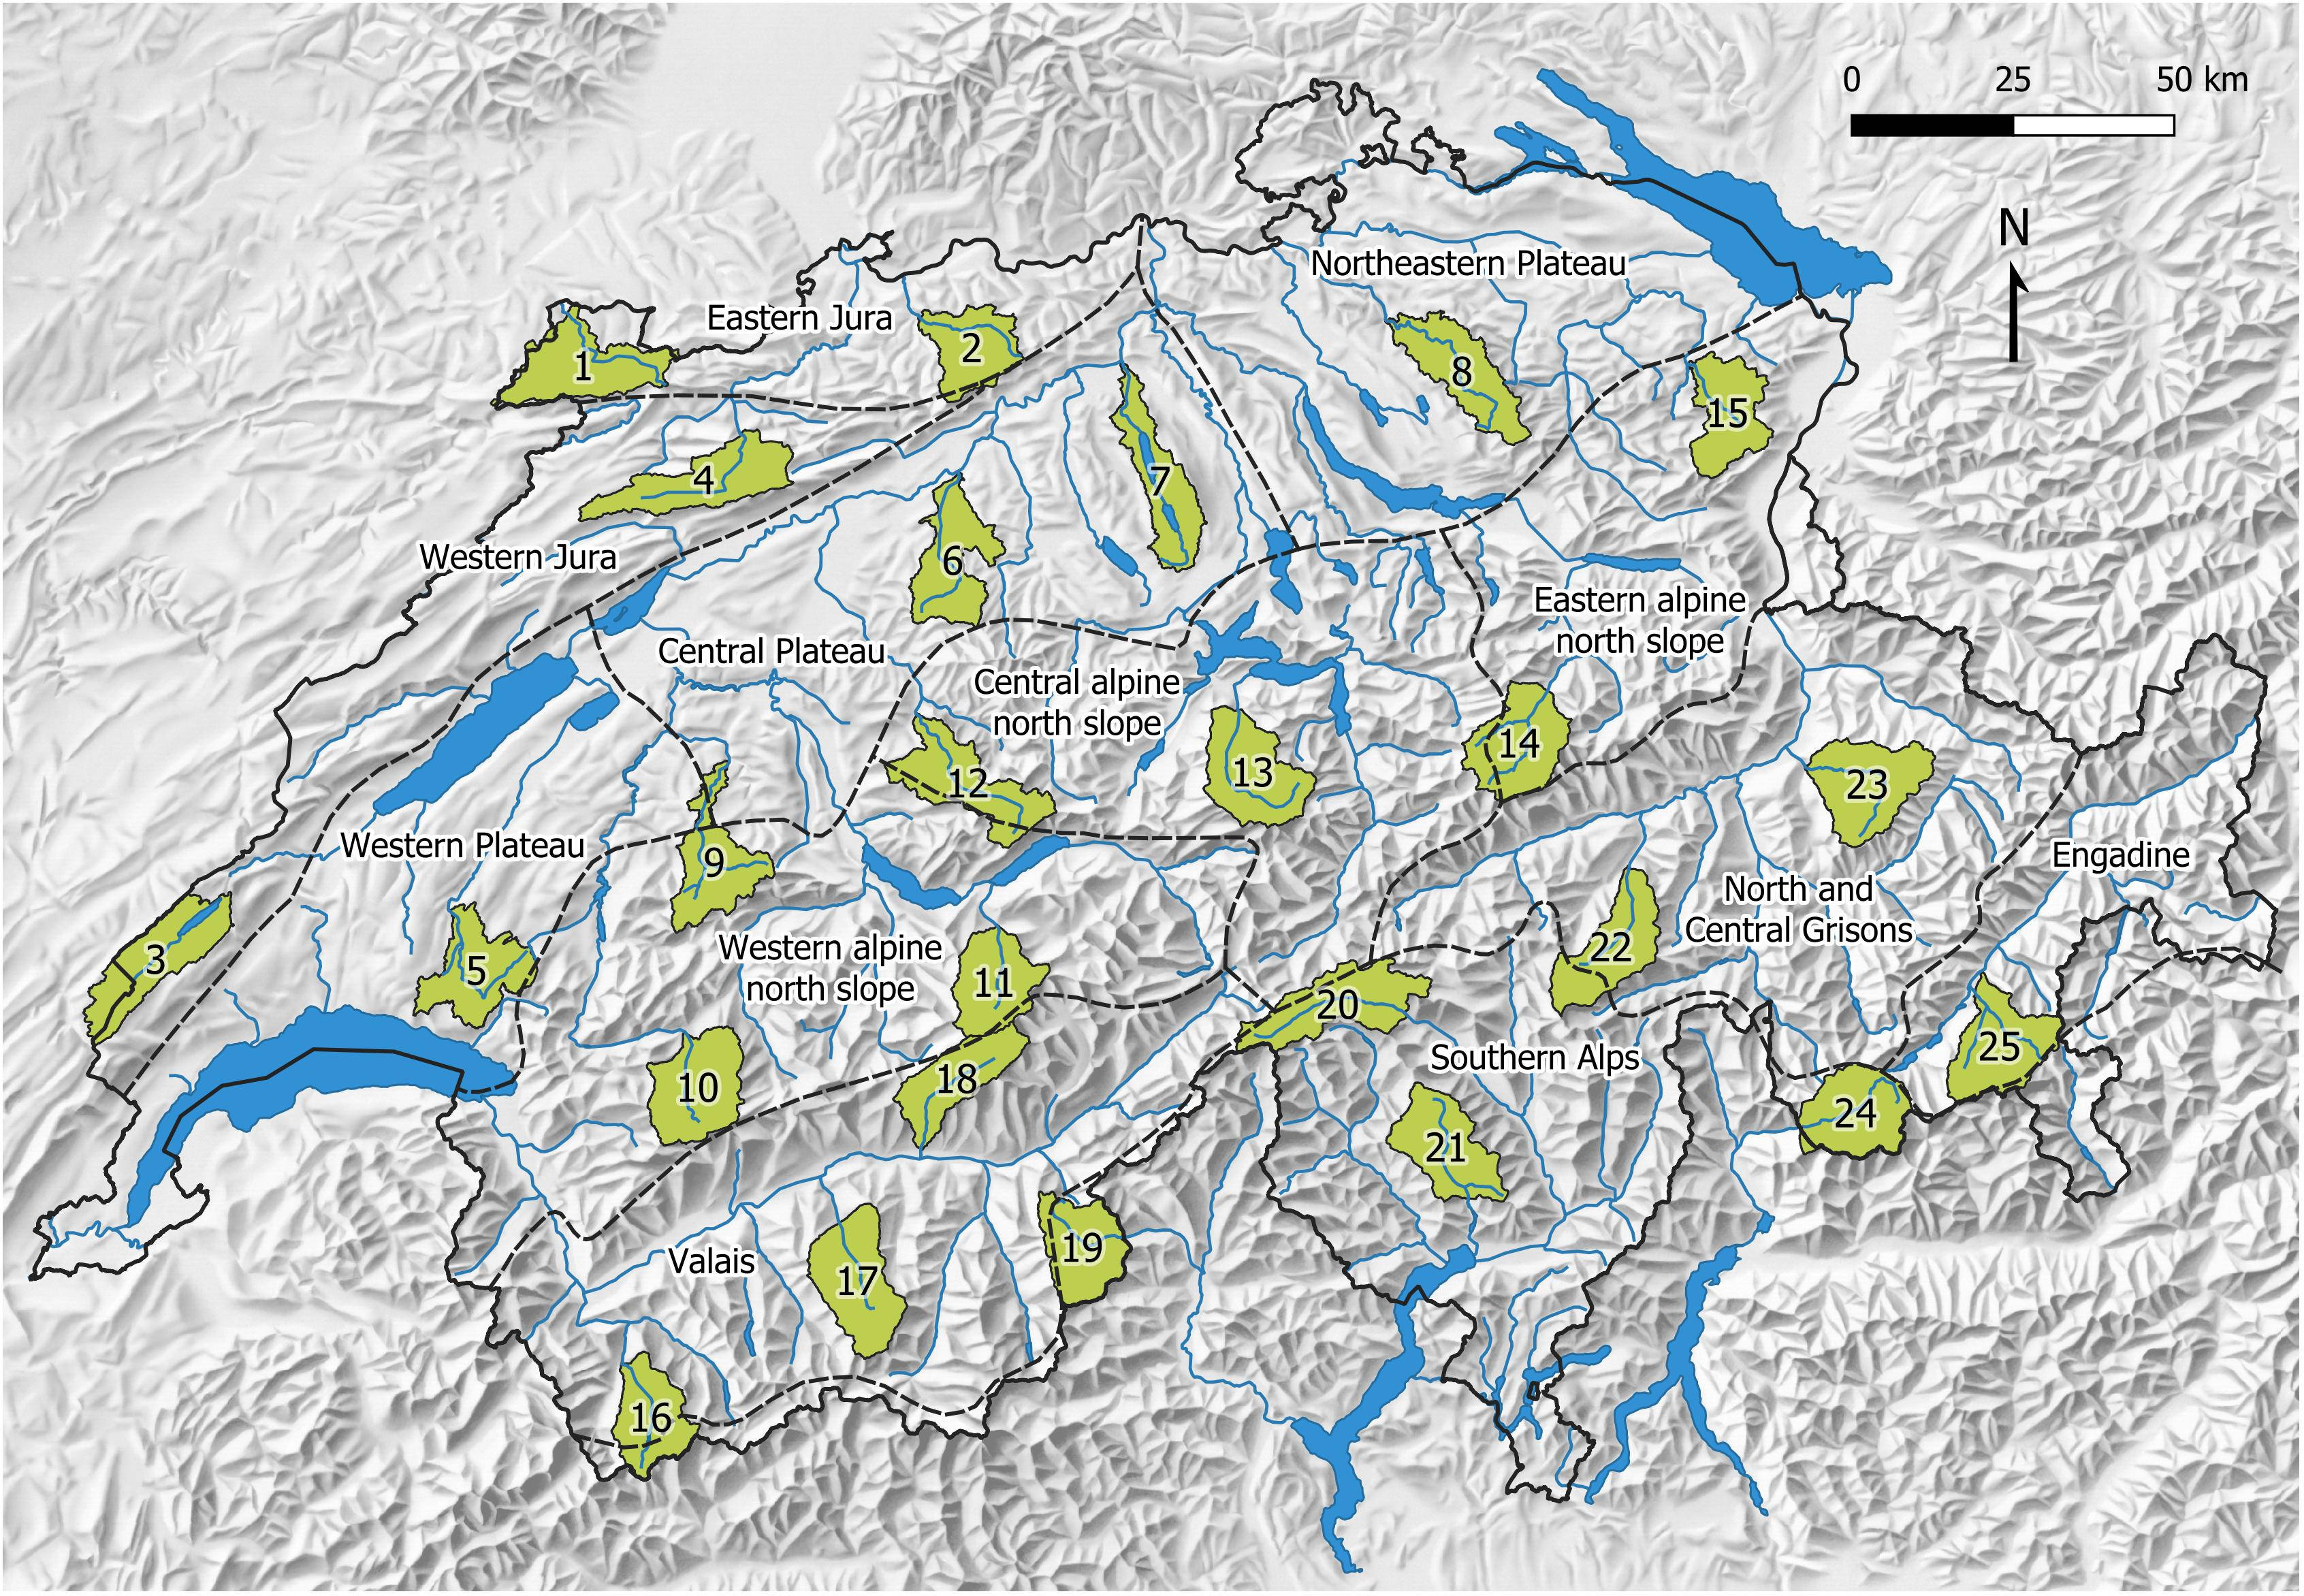 0 25 50 km
N
Northeastern Plateau
Eastern Jura
1
2
8
15
4
7
Western Jura
6
Eastern alpine
north slope
Central Plateau
Central alpine
north slope
14
12
13
23
Western Plateau
9
Engadine
North and
Central Grisons
3
5
Western alpine
north slope
11
22
20
25
Southern Alps
10
18
24
21
Valais
17
19
16